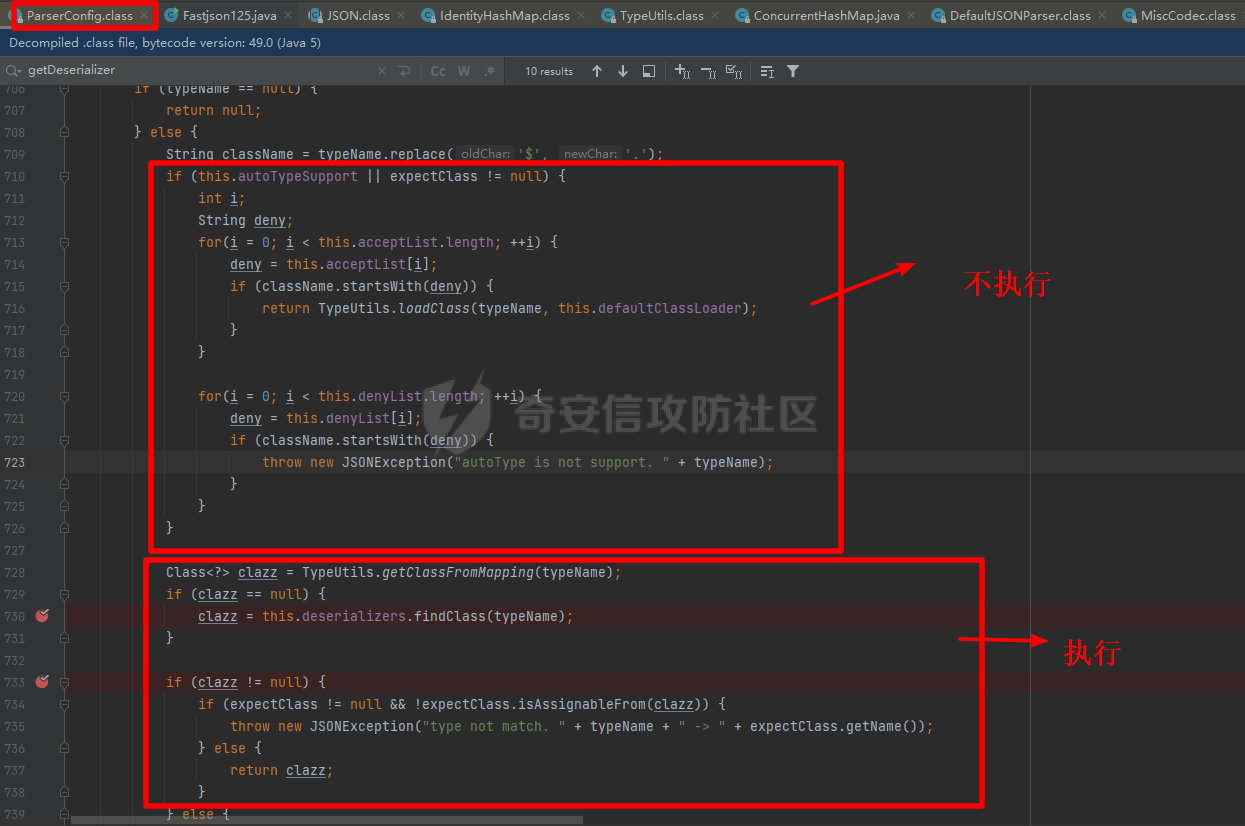 ParserConfig.class × Fastjson125.java × JSON.class × IdentityHashMap.class × TypeUtils.class × ConcurrentHashMap.java × DefaultJSONParser.class × MiscCodec.class
Decompiled .class file, bytecode version: 49.0 (Java 5)
getDeserializer × Cc W .* 10 results
706 if (typeName == null) {
707 return null;
708 } else {
709 String className = typeName.replace( oldChar: '$', newChar: '.');
710 if (this.autoTypeSupport || expectClass != null) {
711 int i;
712 String deny;
713 for(i = 0; i < this.acceptList.length; ++i) {
714 deny = this.acceptList[i];
715 if (className.startsWith(deny)) {
716 return TypeUtils.loadClass(typeName, this.defaultClassLoader);
717 }
718 }
719
720 for(i = 0; i < this.denyList.length; ++i) {
721 deny = this.denyList[i];
722 if (className.startsWith(deny)) {
723 throw new JSONException("autoType is not support. " + typeName);
724 }
725 }
726 }
727
728 Class<?> clazz = TypeUtils.getClassFromMapping(typeName);
729 if (clazz == null) {
730 clazz = this.deserializers.findClass(typeName);
731 }
732
733 if (clazz != null) {
734 if (expectClass != null && !expectClass.isAssignableFrom(clazz)) {
735 throw new JSONException("type not match. " + typeName + " -> " + expectClass.getName());
736 } else {
737 return clazz;
738 }
739 } else {
不执行
奇安信攻防社区
执行